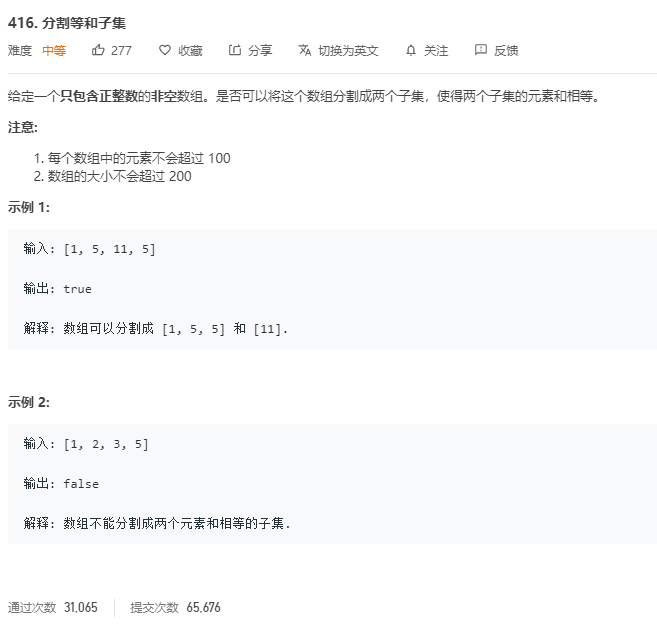 416. 分割等和子集
难度 中等 277 收藏 分享 切换为英文 关注 反馈
给定一个只包含正整数的非空数组。是否可以将这个数组分割成两个子集，使得两个子集的元素和相等。
注意:
1. 每个数组中的元素不会超过 100
2. 数组的大小不会超过 200
示例 1:
输入: [1, 5, 11, 5]
输出: true
解释: 数组可以分割成 [1, 5, 5] 和 [11].
示例 2:
输入: [1, 2, 3, 5]
输出: false
解释: 数组不能分割成两个元素和相等的子集.
通过次数 31,065 提交次数 65,676